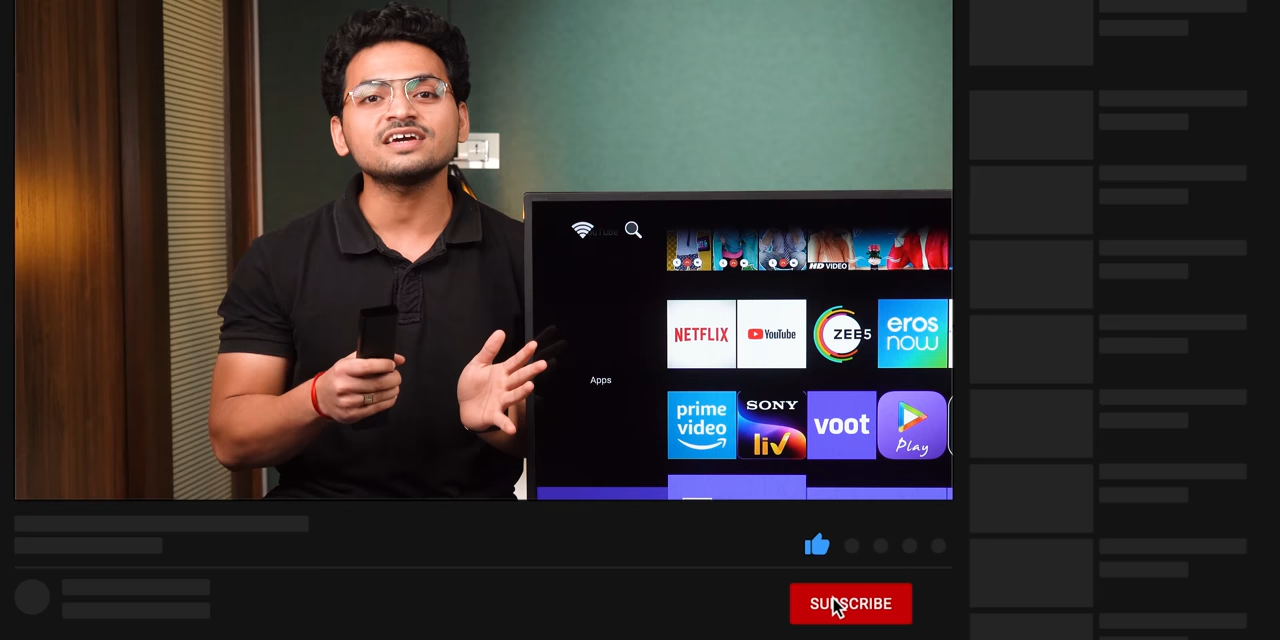 HD VIDEO
NETFLIX
YouTube
ZEE5
eros
now
Apps
prime
video
SONY
liv
voot
Play
SUBSCRIBE